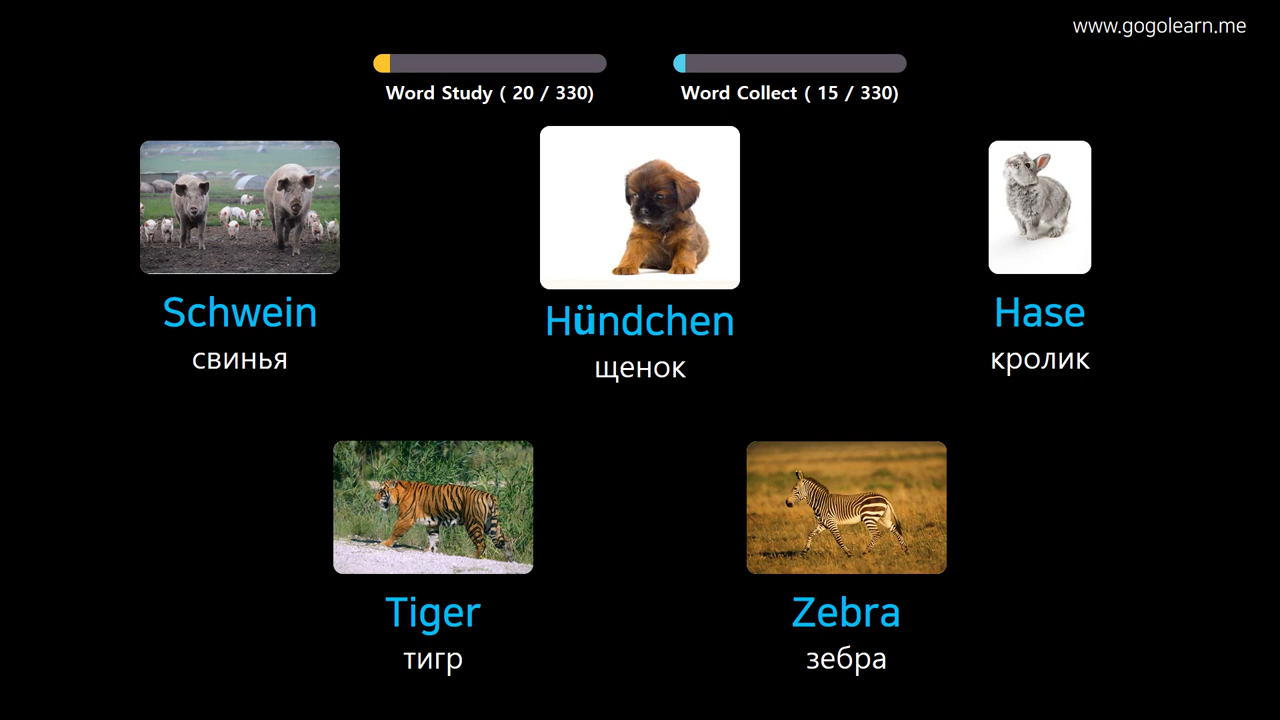 www.gogolearn.me
Word Study ( 20 / 330)
Word Collect ( 15 / 330)
Schwein
свинья
Hündchen
щенок
Hase
кролик
Tiger
тигр
Zebra
зебра